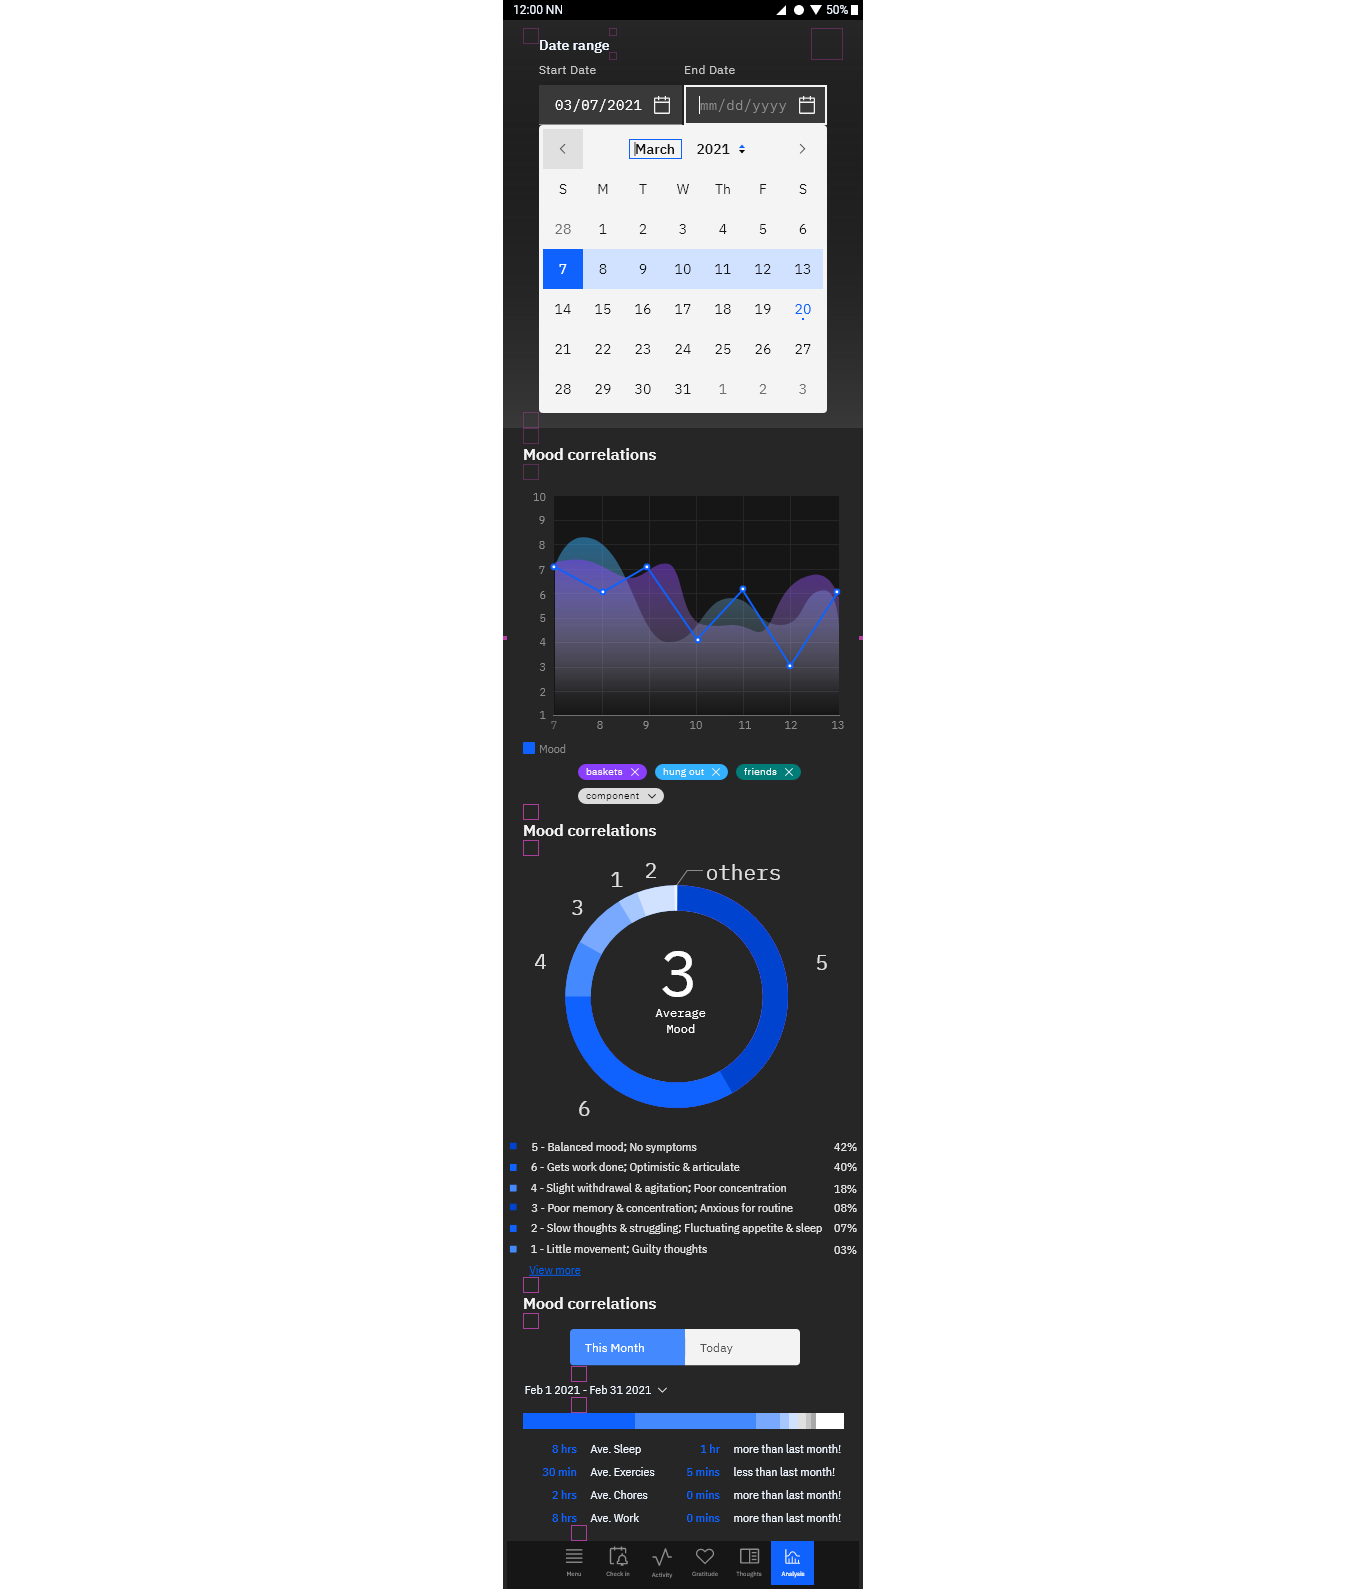 12:00 NN 50%
Date range
Start Date End Date
03/07/2021 mm/dd/yyyy
March 2021
S M T W Th F S
28 1 2 3 4 5 6
7 8 9 10 11 12 13
14 15 16 17 18 19 20
21 22 23 24 25 26 27
28 29 30 31 1 2 3
Mood correlations
10
9
8
7
6
5
4
3
2
1
7 8 9 10 11 12 13
Mood
baskets hung out friends
component
Mood correlations
others
2
1
3
4
5
6
3
Average
Mood
5 - Balanced mood; No symptoms 42%
6 - Gets work done; Optimistic & articulate 40%
4 - Slight withdrawal & agitation; Poor concentration 18%
3 - Poor memory & concentration; Anxious for routine 08%
2 - Slow thoughts & struggling; Fluctuating appetite & sleep 07%
1 - Little movement; Guilty thoughts 03%
View more
Mood correlations
This Month Today
Feb 1 2021 - Feb 31 2021
8 hrs Ave. Sleep 1 hr more than last month!
30 min Ave. Exercies 5 mins less than last month!
2 hrs Ave. Chores 0 mins more than last month!
8 hrs Ave. Work 0 mins more than last month!
Menu Check in Activity Gratitude Thoughts Analysis